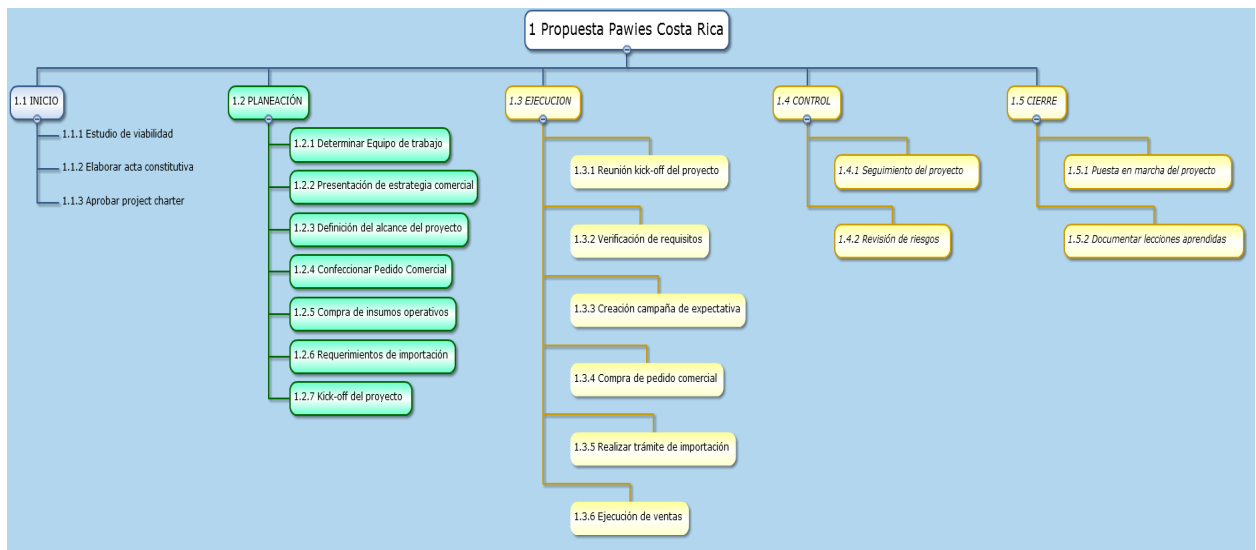 1 Propuesta Pawies Costa Rica
1.1 INICIO
1.1.1 Estudio de viabilidad
1.1.2 Elaborar acta constitutiva
1.1.3 Aprobar project charter
1.2 PLANEACIÓN
1.2.1 Determinar Equipo de trabajo
1.2.2 Presentación de estrategia comercial
1.2.3 Definición del alcance del proyecto
1.2.4 Confeccionar Pedido Comercial
1.2.5 Compra de insumos operativos
1.2.6 Requerimientos de importación
1.2.7 Kick-off del proyecto
1.3 EJECUCION
1.3.1 Reunión kick-off del proyecto
1.3.2 Verificación de requisitos
1.3.3 Creación campaña de expectativa
1.3.4 Compra de pedido comercial
1.3.5 Realizar trámite de importación
1.3.6 Ejecución de ventas
1.4 CONTROL
1.4.1 Seguimiento del proyecto
1.4.2 Revisión de riesgos
1.5 CIERRE
1.5.1 Puesta en marcha del proyecto
1.5.2 Documentar lecciones aprendidas